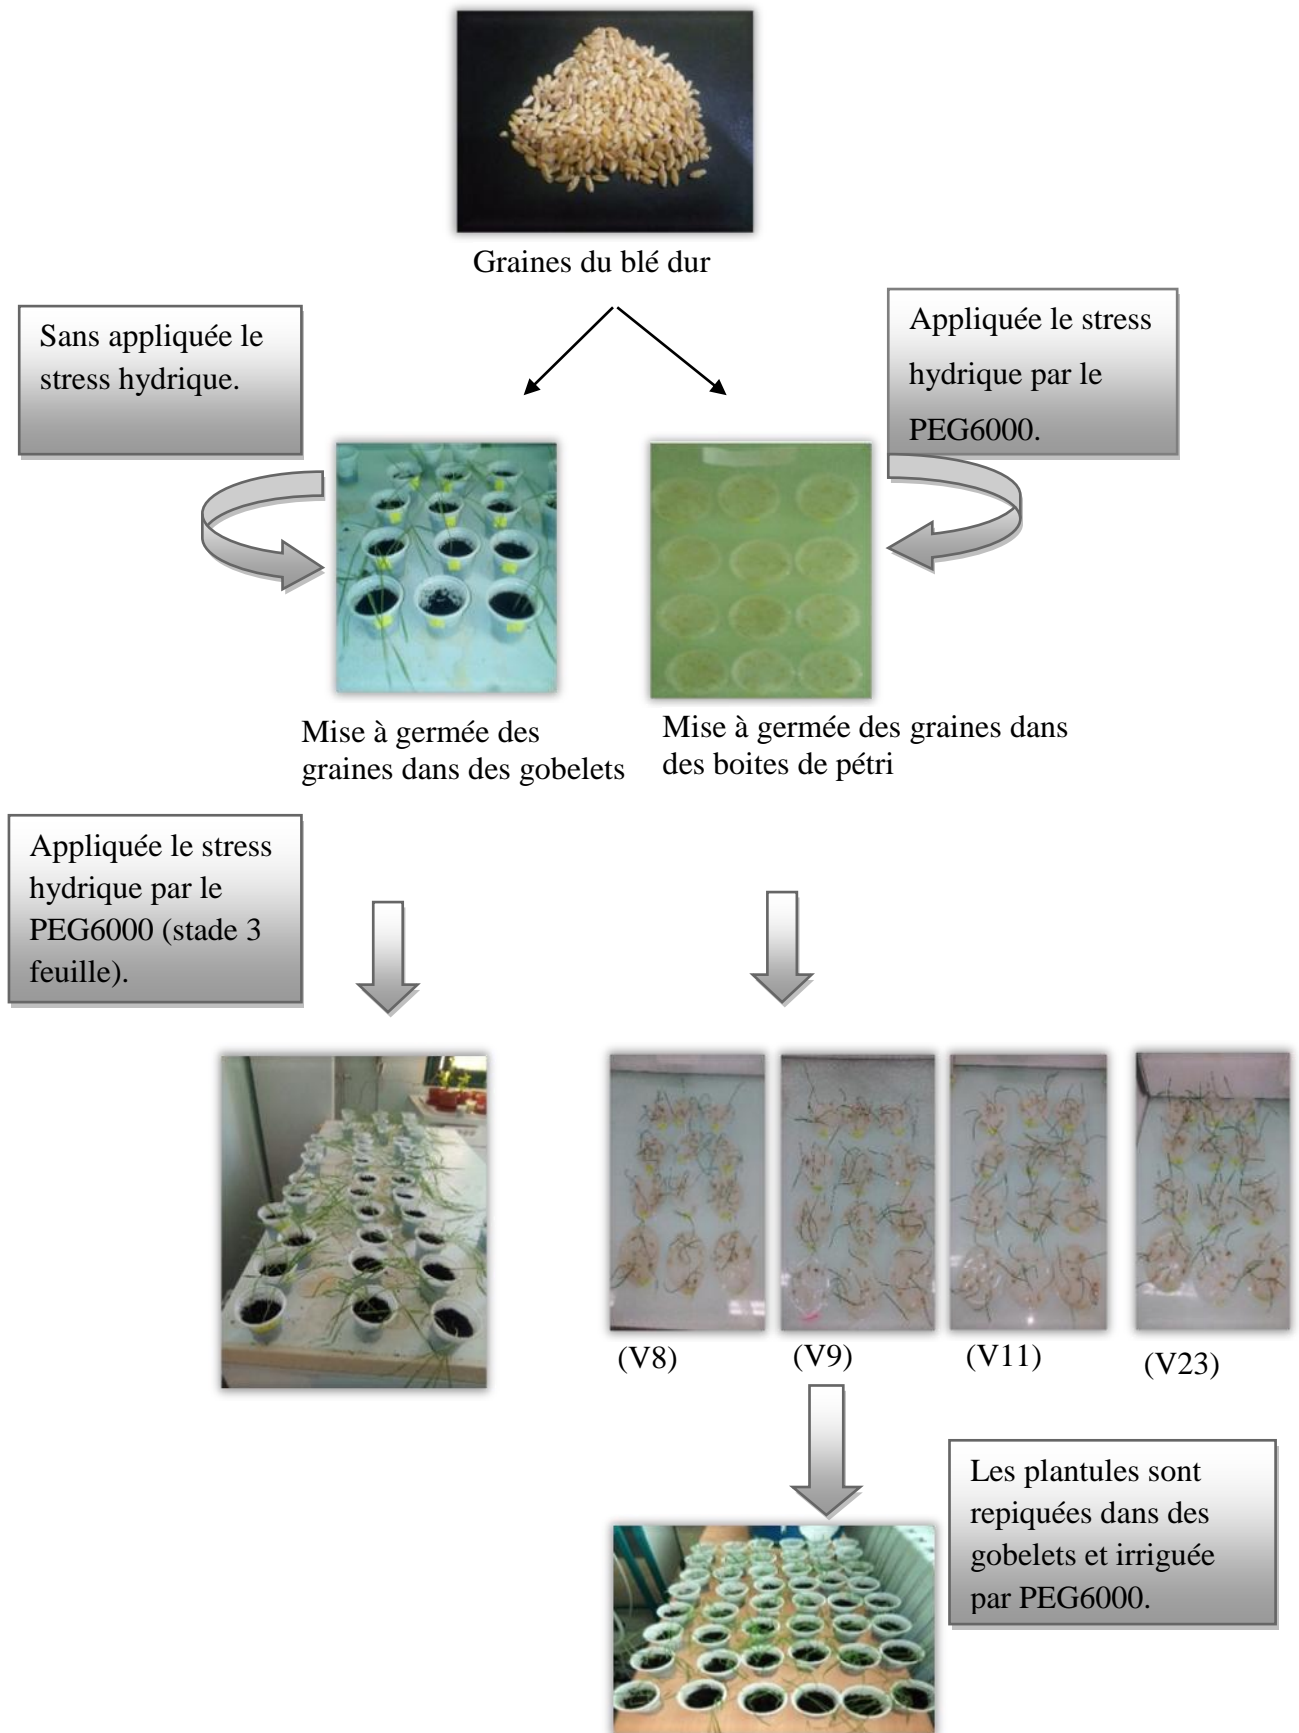 Graines du blé dur
Sans appliquée le
stress hydrique.
Appliquée le stress
hydrique par le
PEG6000.
Mise à germée des
graines dans des gobelets
Mise à germée des graines dans
des boites de pétri
Appliquée le stress
hydrique par le
PEG6000 (stade 3
feuille).
(V8)
(V9)
(V11)
(V23)
Les plantules sont
repiquées dans des
gobelets et irriguée
par PEG6000.